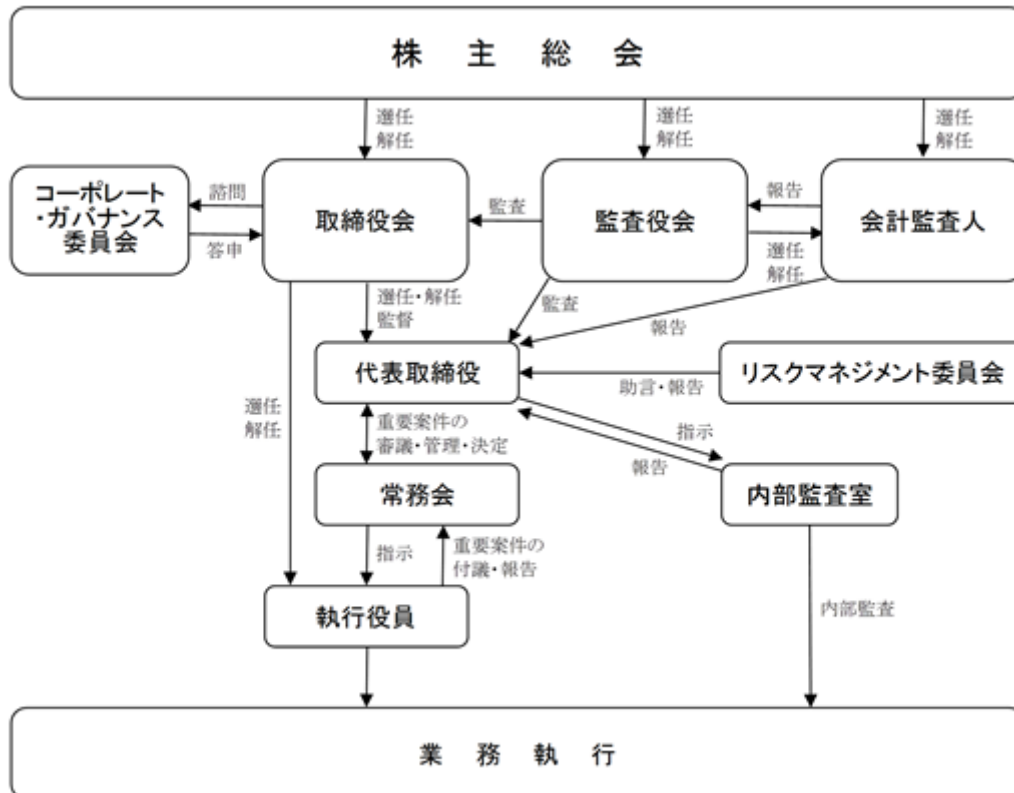 株主総会
選任
解任
選任
解任
選任
解任
コーポレート
・ガバナンス
委員会
諮問
答申
取締役会
監査
監査役会
報告
選任
解任
会計監査人
選任・解任
監督
監査
報告
代表取締役
助言・報告
リスクマネジメント委員会
選任
解任
重要案件の
審議・管理・決定
指示
報告
常務会
内部監査室
指示
重要案件の
付議・報告
執行役員
内部監査
業務執行